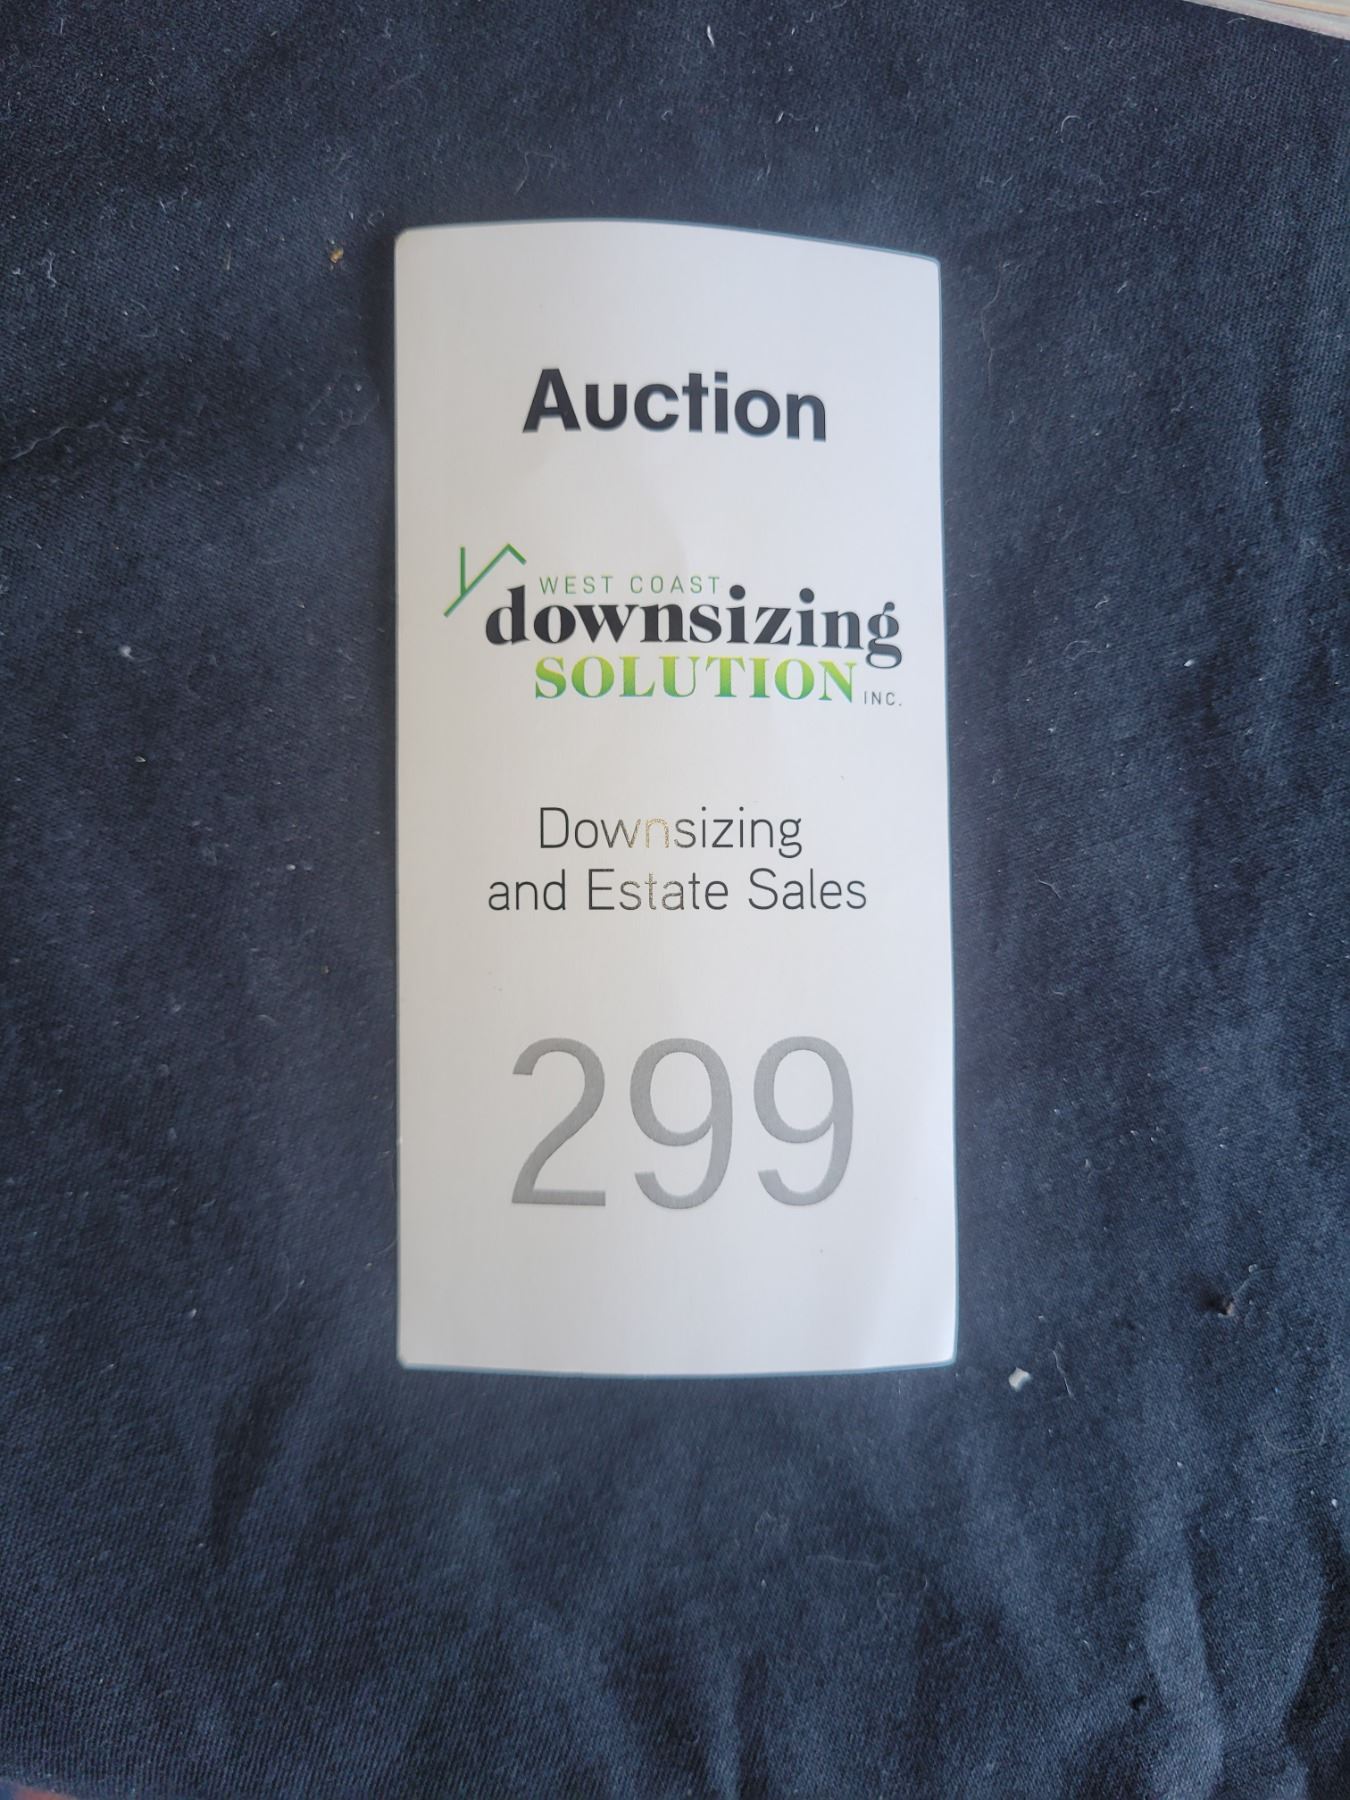 Auction
WEST COAST
downsizing
SOLUTION INC.
Downsizing
and Estate Sales
299